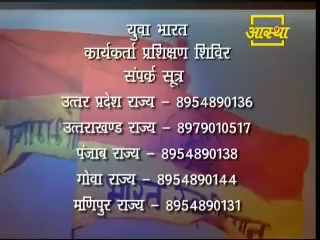 युवा भारत
आस्था
कार्यकर्ता प्रशिक्षण शिविर
संपर्क सूत्र
उत्तर प्रदेश राज्य – 8954890136
उत्तराखण्ड राज्य – 8979010517
पंजाब राज्य – 8954890138
गोवा राज्य – 8954890144
मणिपुर राज्य – 8954890131